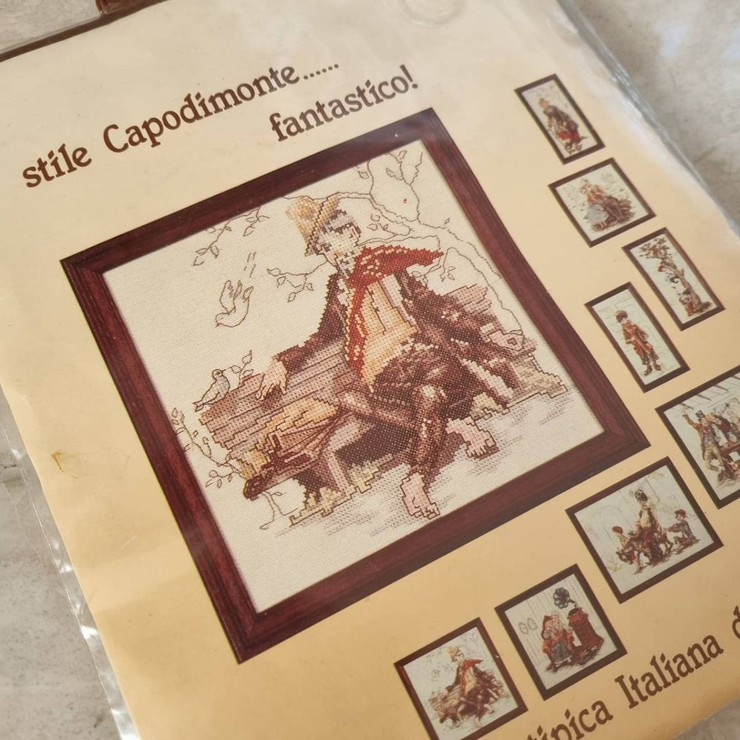 stile Capodimonte......
fantastico!
tipica Italiana